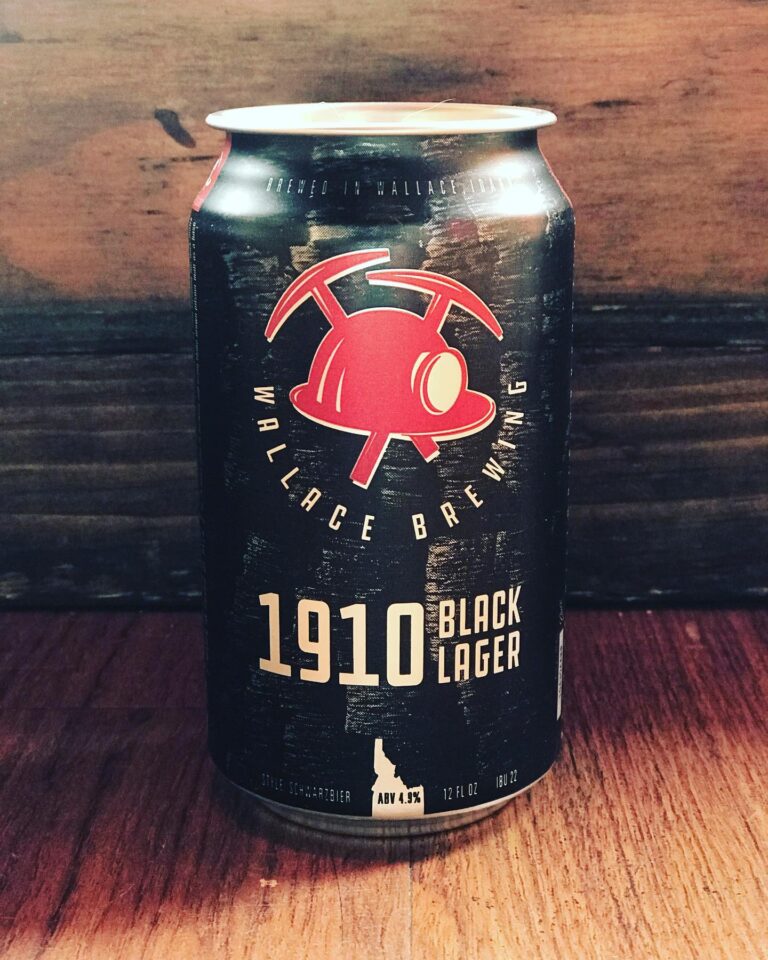 BREWED IN WALLACE, IDAHO
WALLACE BREWING
1910 BLACK
LAGER
STYLE SCHWARZBIER
ABV 4.9%
12 FL OZ
IBU 22